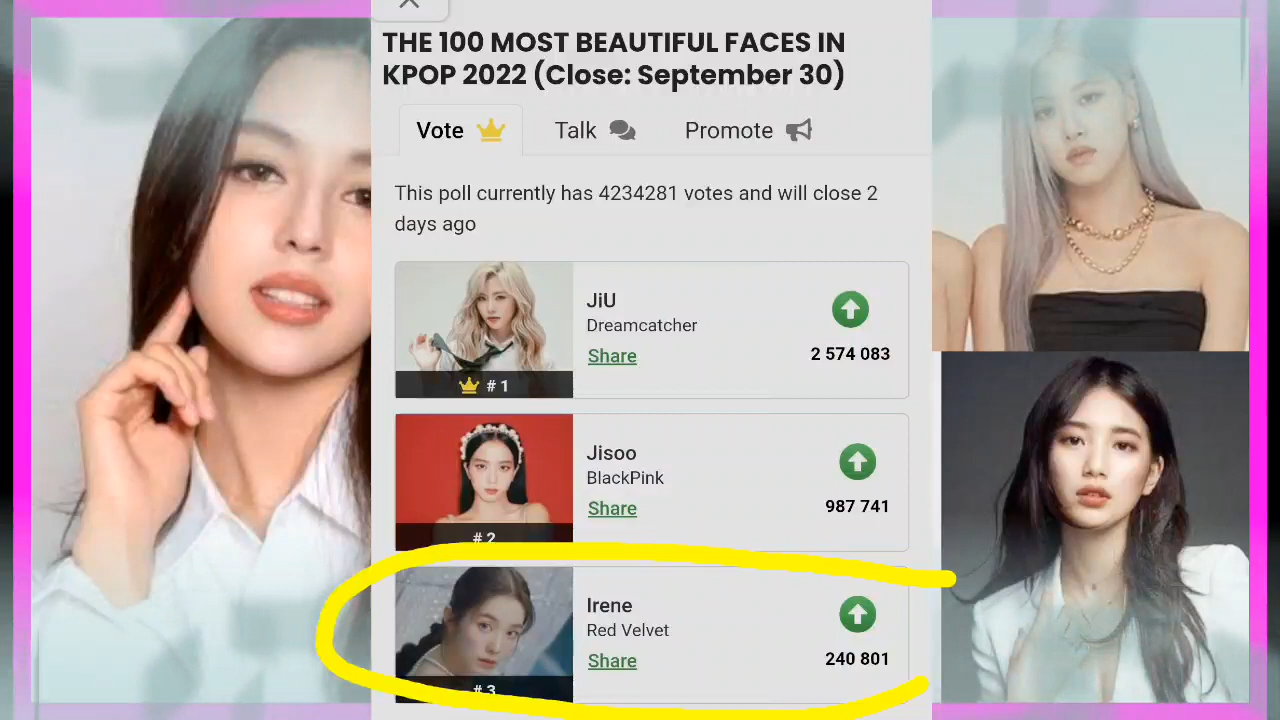 THE 100 MOST BEAUTIFUL FACES IN
KPOP 2022 (Close: September 30)
Vote
Talk
Promote
This poll currently has 4234281 votes and will close 2
days ago
JiU
Dreamcatcher
Share
2 574 083
# 1
Jisoo
BlackPink
Share
987 741
# 2
Irene
Red Velvet
Share
240 801
# 3